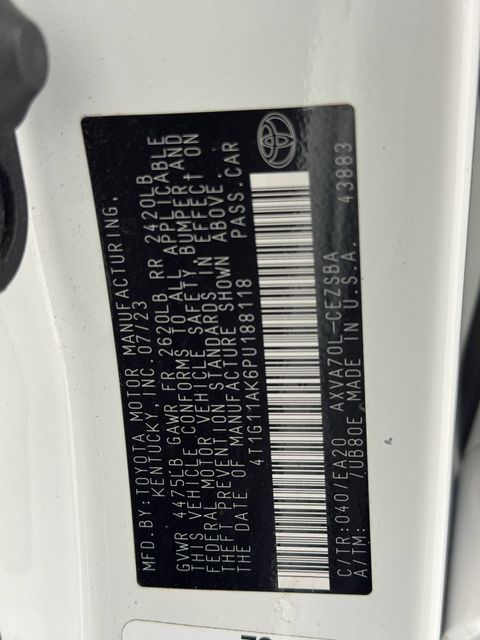 MFD.BY:TOYOTA MOTOR MANUFACTURING,
KENTUCKY, INC. 07/23
GVWR 4475LB GAWR FR 2620LB RR 2420LB
THIS VEHICLE CONFORMS TO ALL APPLICABLE
FEDERAL MOTOR VEHICLE SAFETY, BUMPER AND
THEFT PREVENTION STANDARDS IN EFFECT ON
THE DATE OF MANUFACTURE SHOWN ABOVE.
4T1G11AK6PU188118 PASS.CAR
C/TR:040/EA20 AXVA70L-CEZSBA
A/TM: /UB80E MADE IN U.S.A. 43883